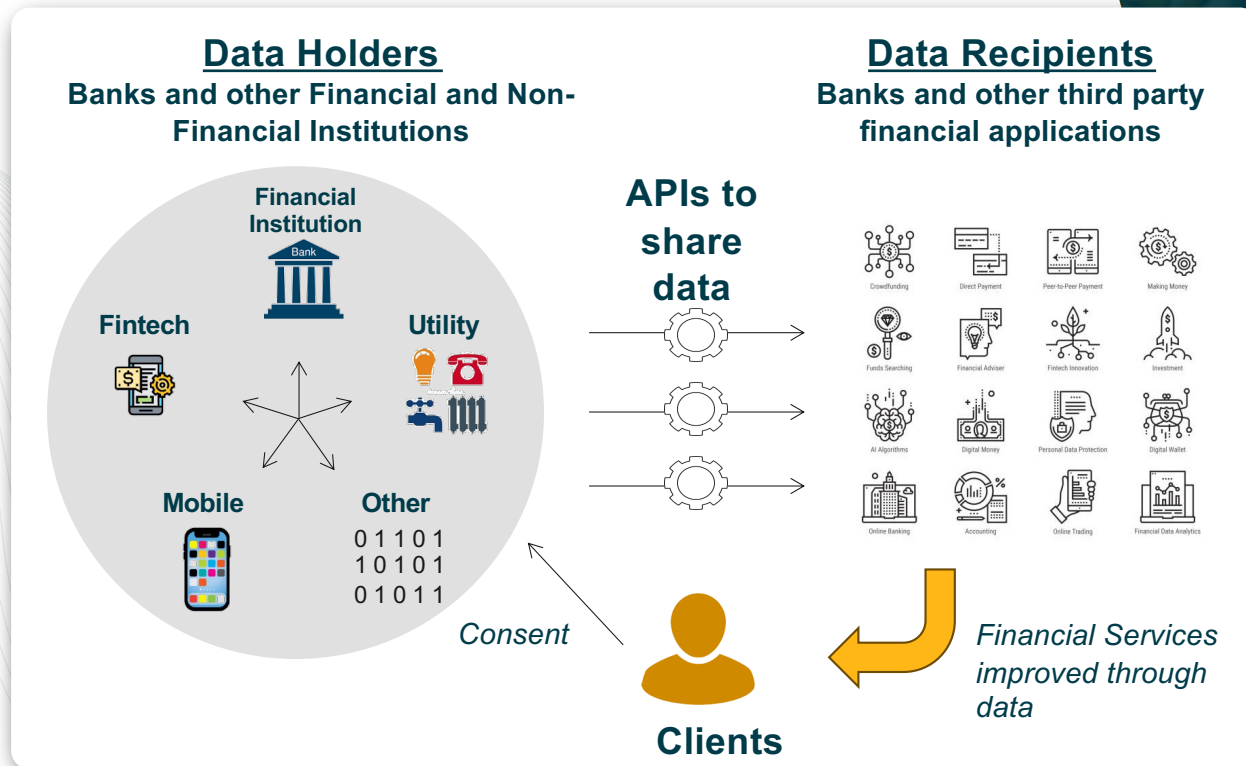 Data Holders
Banks and other Financial and Non-
Financial Institutions
Data Recipients
Banks and other third party
financial applications
Financial
Institution
Bank
Fintech
Utility
Mobile
Other
0 1 1 0 1
1 0 1 0 1
0 1 0 1 1
APIs to
share
data
Crowdfunding
Direct Payment
Peer-to-Peer Payment
Making Money
Funds Searching
Financial Adviser
Fintech Innovation
Investment
AI Algorithms
Digital Money
Personal Data Protection
Digital Wallet
Online Banking
Accounting
Online Trading
Financial Data Analytics
Consent
Clients
Financial Services
improved through
data